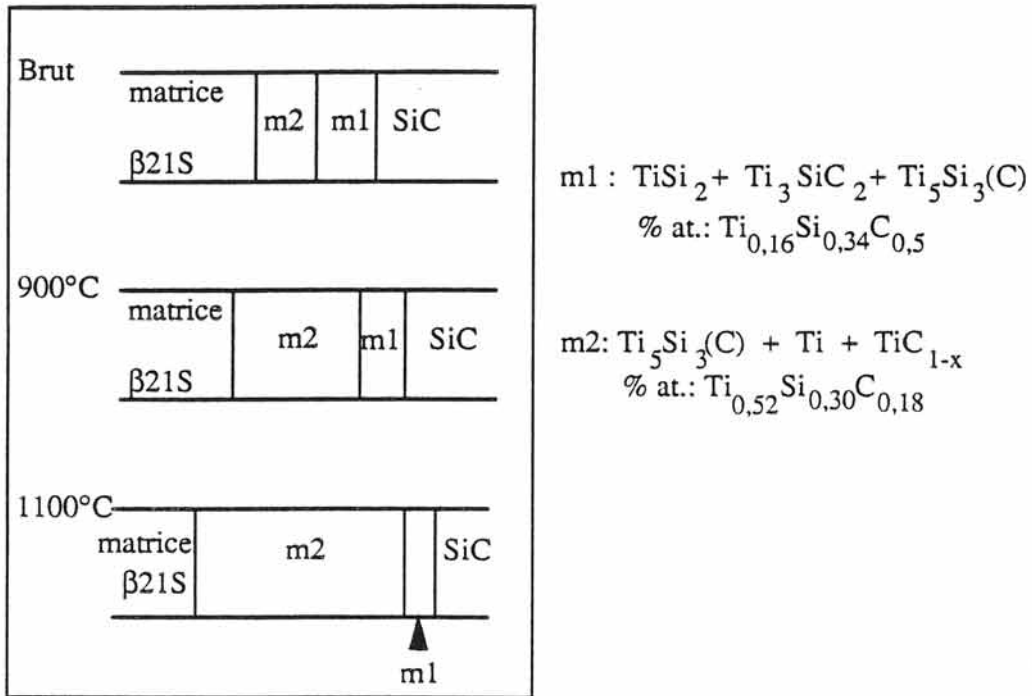 Brut
matrice
β21S
m2
m1
SiC
900°C
matrice
β21S
m2
m1
SiC
1100°C
matrice
β21S
m2
SiC
m1
m1 : TiSi2 + Ti3SiC2 + Ti5Si3(C)
% at.: Ti0,16Si0,34C0,5
m2: Ti5Si3(C) + Ti + TiC1-x
% at.: Ti0,52Si0,30C0,18